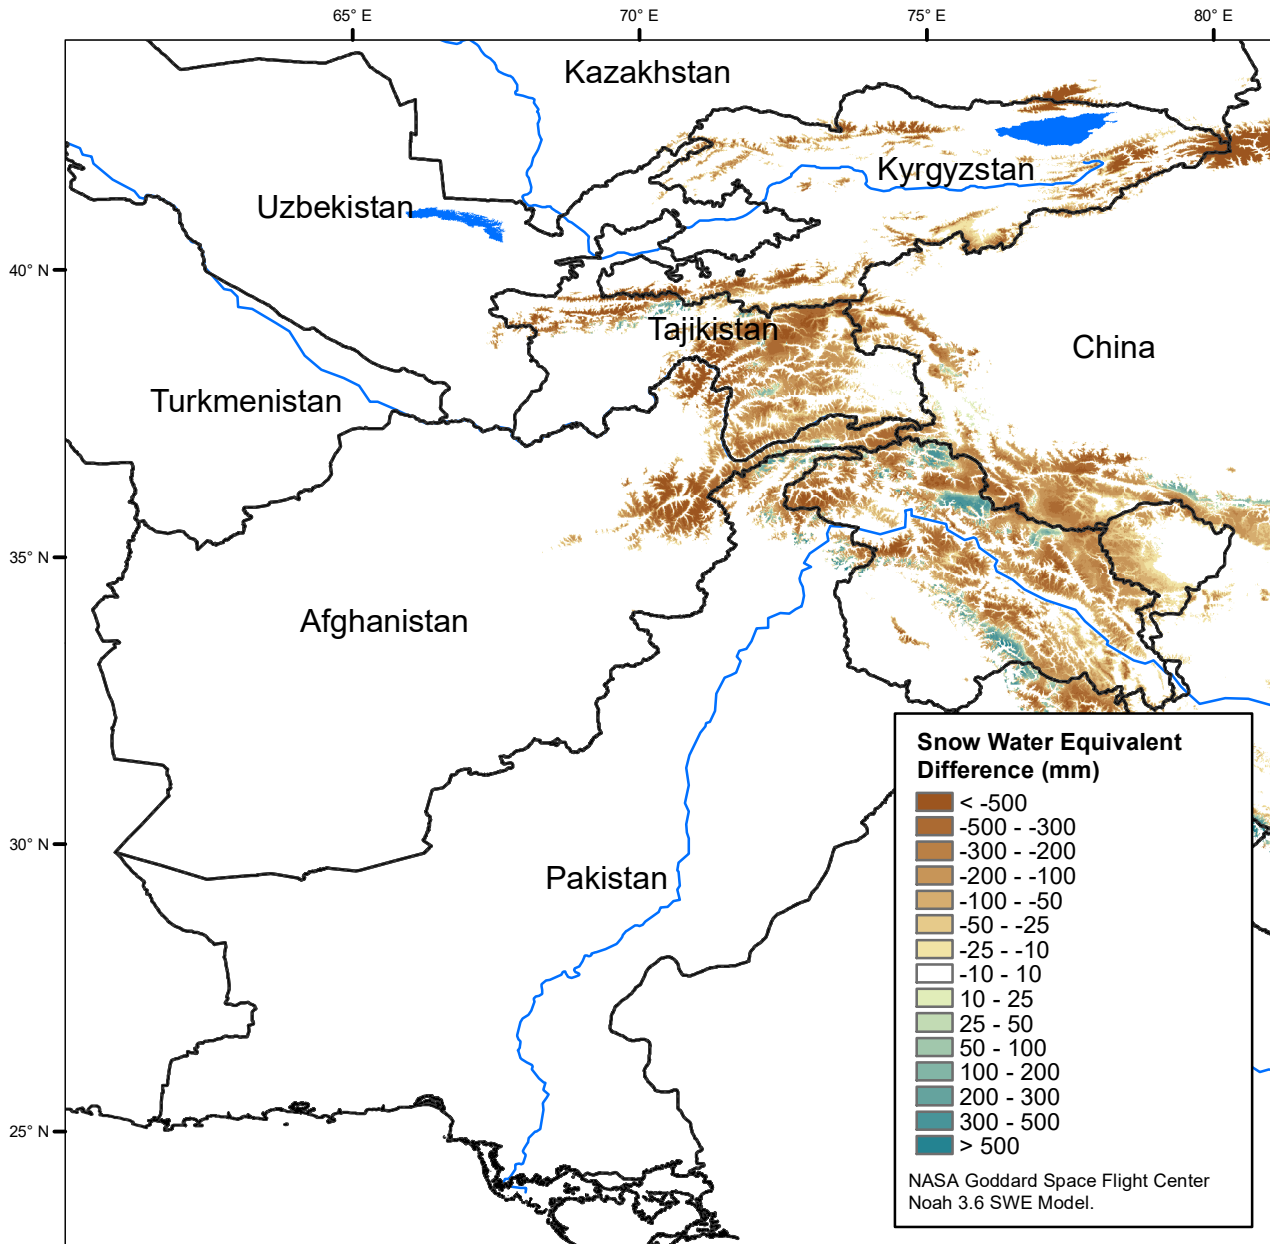 65° E
70° E
75° E
80° E
Kazakhstan
Kyrgyzstan
Uzbekistan
40° N
Tajikistan
China
Turkmenistan
35° N
Afghanistan
30° N
Pakistan
25° N
Snow Water Equivalent
Difference (mm)
< -500
-500 - -300
-300 - -200
-200 - -100
-100 - -50
-50 - -25
-25 - -10
-10 - 10
10 - 25
25 - 50
50 - 100
100 - 200
200 - 300
300 - 500
> 500
NASA Goddard Space Flight Center
Noah 3.6 SWE Model.